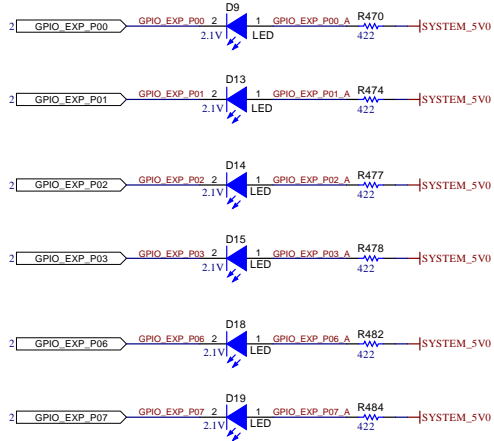 D9
2 GPIO_EXP_P00 GPIO_EXP_P00 2 1 GPIO_EXP_P00_A R470 SYSTEM_5V0
2.1V LED 422
D13
2 GPIO_EXP_P01 GPIO_EXP_P01 2 1 GPIO_EXP_P01_A R474 SYSTEM_5V0
2.1V LED 422
D14
2 GPIO_EXP_P02 GPIO_EXP_P02 2 1 GPIO_EXP_P02_A R477 SYSTEM_5V0
2.1V LED 422
D15
2 GPIO_EXP_P03 GPIO_EXP_P03 2 1 GPIO_EXP_P03_A R478 SYSTEM_5V0
2.1V LED 422
D18
2 GPIO_EXP_P06 GPIO_EXP_P06 2 1 GPIO_EXP_P06_A R482 SYSTEM_5V0
2.1V LED 422
D19
2 GPIO_EXP_P07 GPIO_EXP_P07 2 1 GPIO_EXP_P07_A R484 SYSTEM_5V0
2.1V LED 422